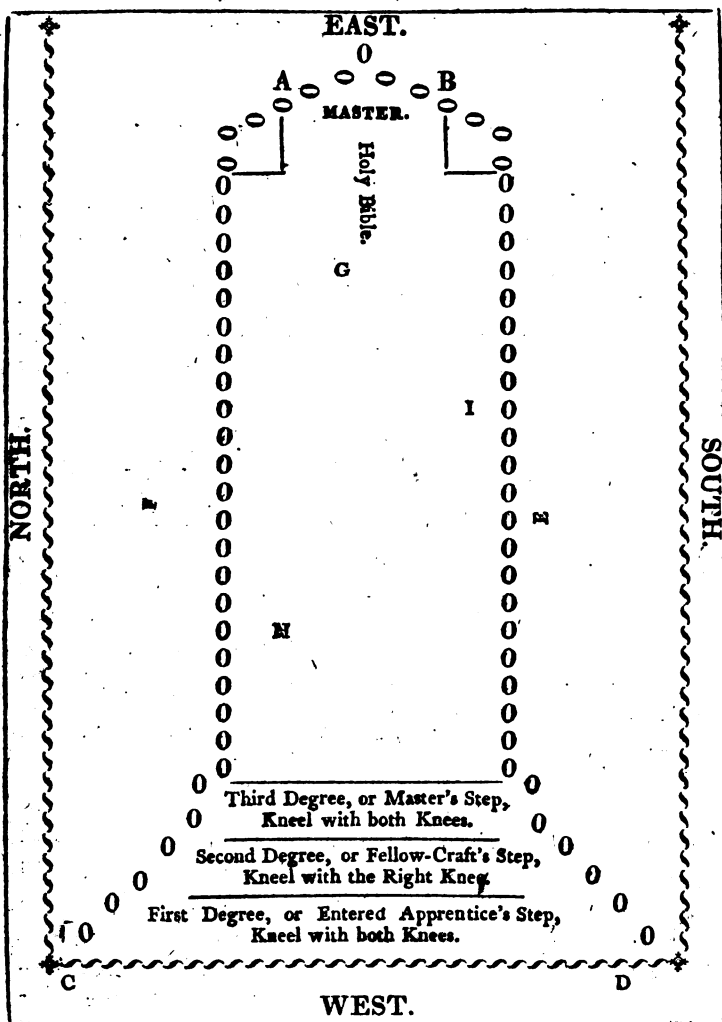 EAST.
A B
MASTER.
Holy Bible.
G
I
NORTH.
SOUTH.
F
E
N
Third Degree, or Master's Step,
Kneel with both Knees.
Second Degree, or Fellow-Craft's Step,
Kneel with the Right Knee
First Degree, or Entered Apprentice's Step,
Kneel with both Knees.
C D
WEST.